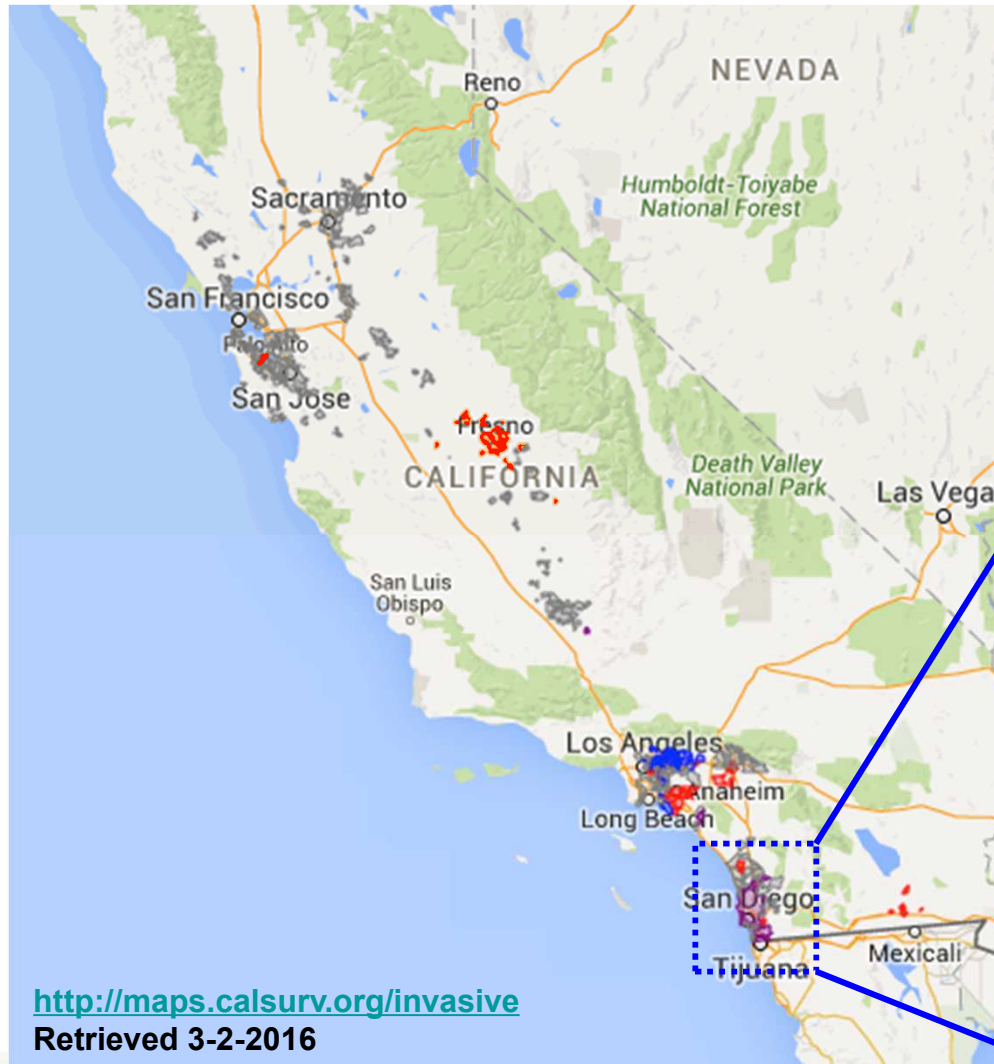 Reno
NEVADA
Sacramento
Humboldt-Toiyabe
National Forest
San Francisco
Palo Alto
San Jose
Fresno
CALIFORNIA
Death Valley
National Park
Las Vega
San Luis
Obispo
Los Angeles
Anaheim
Long Beach
San Diego
Mexicali
Tijuana
http://maps.calsurv.org/invasive
Retrieved 3-2-2016